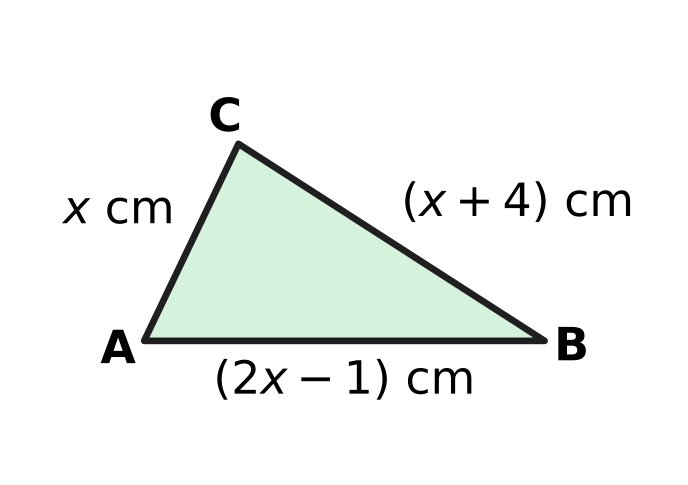 C
x cm
(x + 4) cm
A
B
(2x − 1) cm